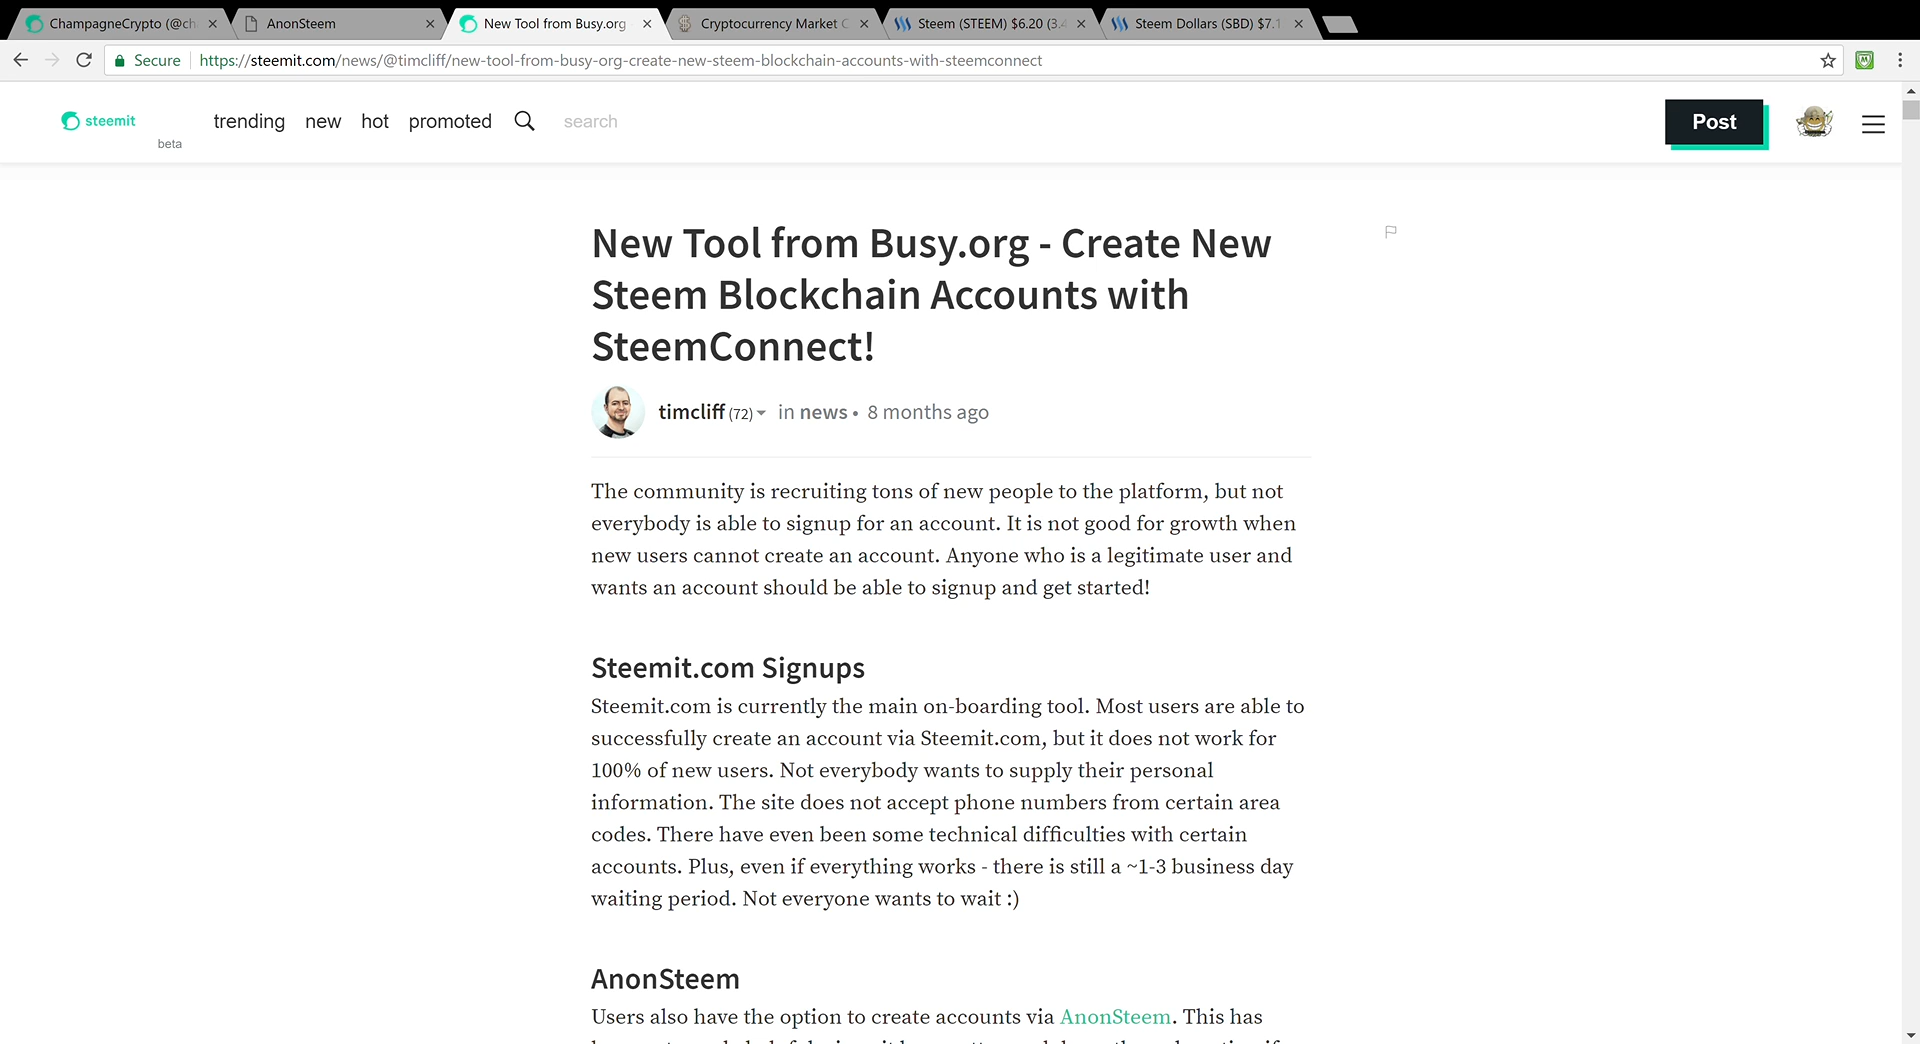 ChampagneCrypto (@ch
AnonSteem
New Tool from Busy.org
Cryptocurrency Market C
Steem (STEEM) $6.20 (3.4
Steem Dollars (SBD) $7.1
Secure
https://steemit.com/news/@timcliff/new-tool-from-busy-org-create-new-steem-blockchain-accounts-with-steemconnect
steemit
beta
trending
new
hot
promoted
search
Post
New Tool from Busy.org - Create New
Steem Blockchain Accounts with
SteemConnect!
timcliff (72) in news • 8 months ago
The community is recruiting tons of new people to the platform, but not
everybody is able to signup for an account. It is not good for growth when
new users cannot create an account. Anyone who is a legitimate user and
wants an account should be able to signup and get started!
Steemit.com Signups
Steemit.com is currently the main on-boarding tool. Most users are able to
successfully create an account via Steemit.com, but it does not work for
100% of new users. Not everybody wants to supply their personal
information. The site does not accept phone numbers from certain area
codes. There have even been some technical difficulties with certain
accounts. Plus, even if everything works - there is still a ~1-3 business day
waiting period. Not everyone wants to wait :)
AnonSteem
Users also have the option to create accounts via AnonSteem. This has